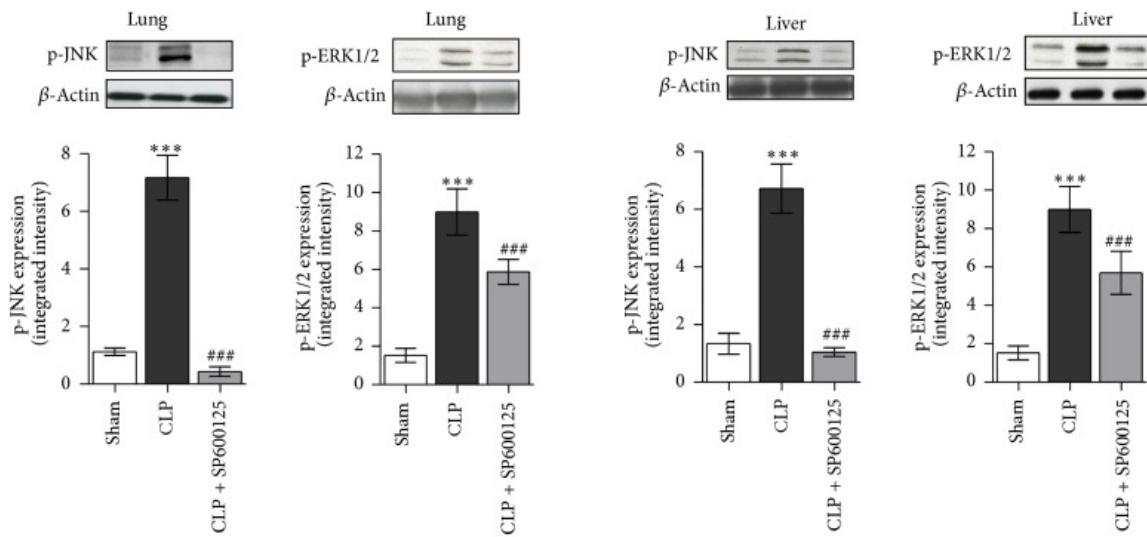 Lung
p-JNK
β-Actin
8
6
4
2
0
p-JNK expression
(integrated intensity)
***
###
Sham
CLP
CLP + SP600125
Lung
p-ERK1/2
β-Actin
12
10
8
6
4
2
0
p-ERK1/2 expression
(integrated intensity)
***
###
Sham
CLP
CLP + SP600125
Liver
p-JNK
β-Actin
8
6
4
2
0
p-JNK expression
(integrated intensity)
***
###
Sham
CLP
CLP + SP600125
Liver
p-ERK1/2
β-Actin
12
10
8
6
4
2
0
p-ERK1/2 expression
(integrated intensity)
***
###
Sham
CLP
CLP + SP600125